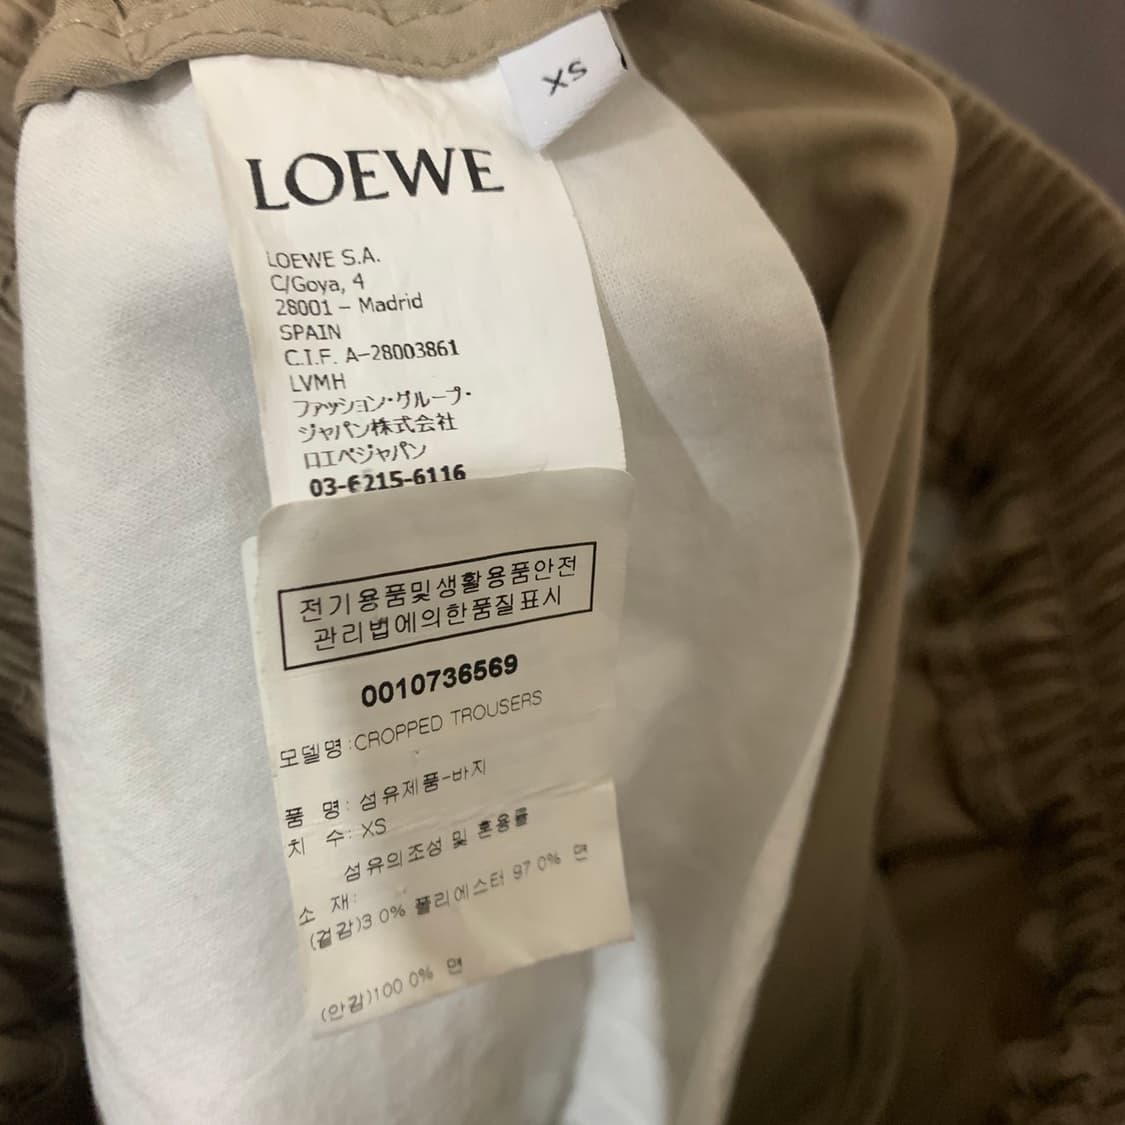 XS
LOEWE
LOEWE S.A.
C/Goya, 4
28001 – Madrid
SPAIN
C.I.F. A-28003861
LVMH
ファッション・グループ・
ジャパン株式会社
ロエベジャパン
03-6215-6116
전기용품및생활용품안전
관리법에의한품질표시
0010736569
모델명:CROPPED TROUSERS
품 명: 섬유제품-바지
치 수: XS
섬유의조성 및 혼용률
소 재:
(겉감)3 0% 폴리에스터 97 0% 면
(안감)100 0% 면